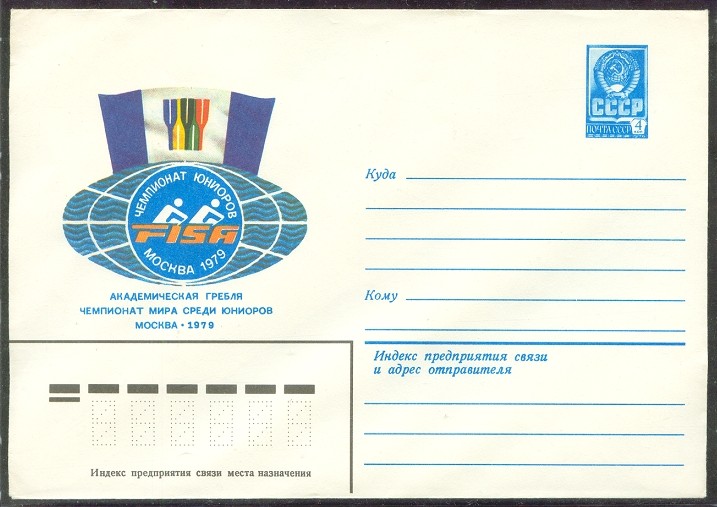 ЧЕМПИОНАТ ЮНИОРОВ
FISA
МОСКВА 1979
АКАДЕМИЧЕСКАЯ ГРЕБЛЯ
ЧЕМПИОНАТ МИРА СРЕДИ ЮНИОРОВ
МОСКВА • 1979
СССР
ПОЧТА СССР 4
Куда
Кому
Индекс предприятия связи
и адрес отправителя
Индекс предприятия связи места назначения